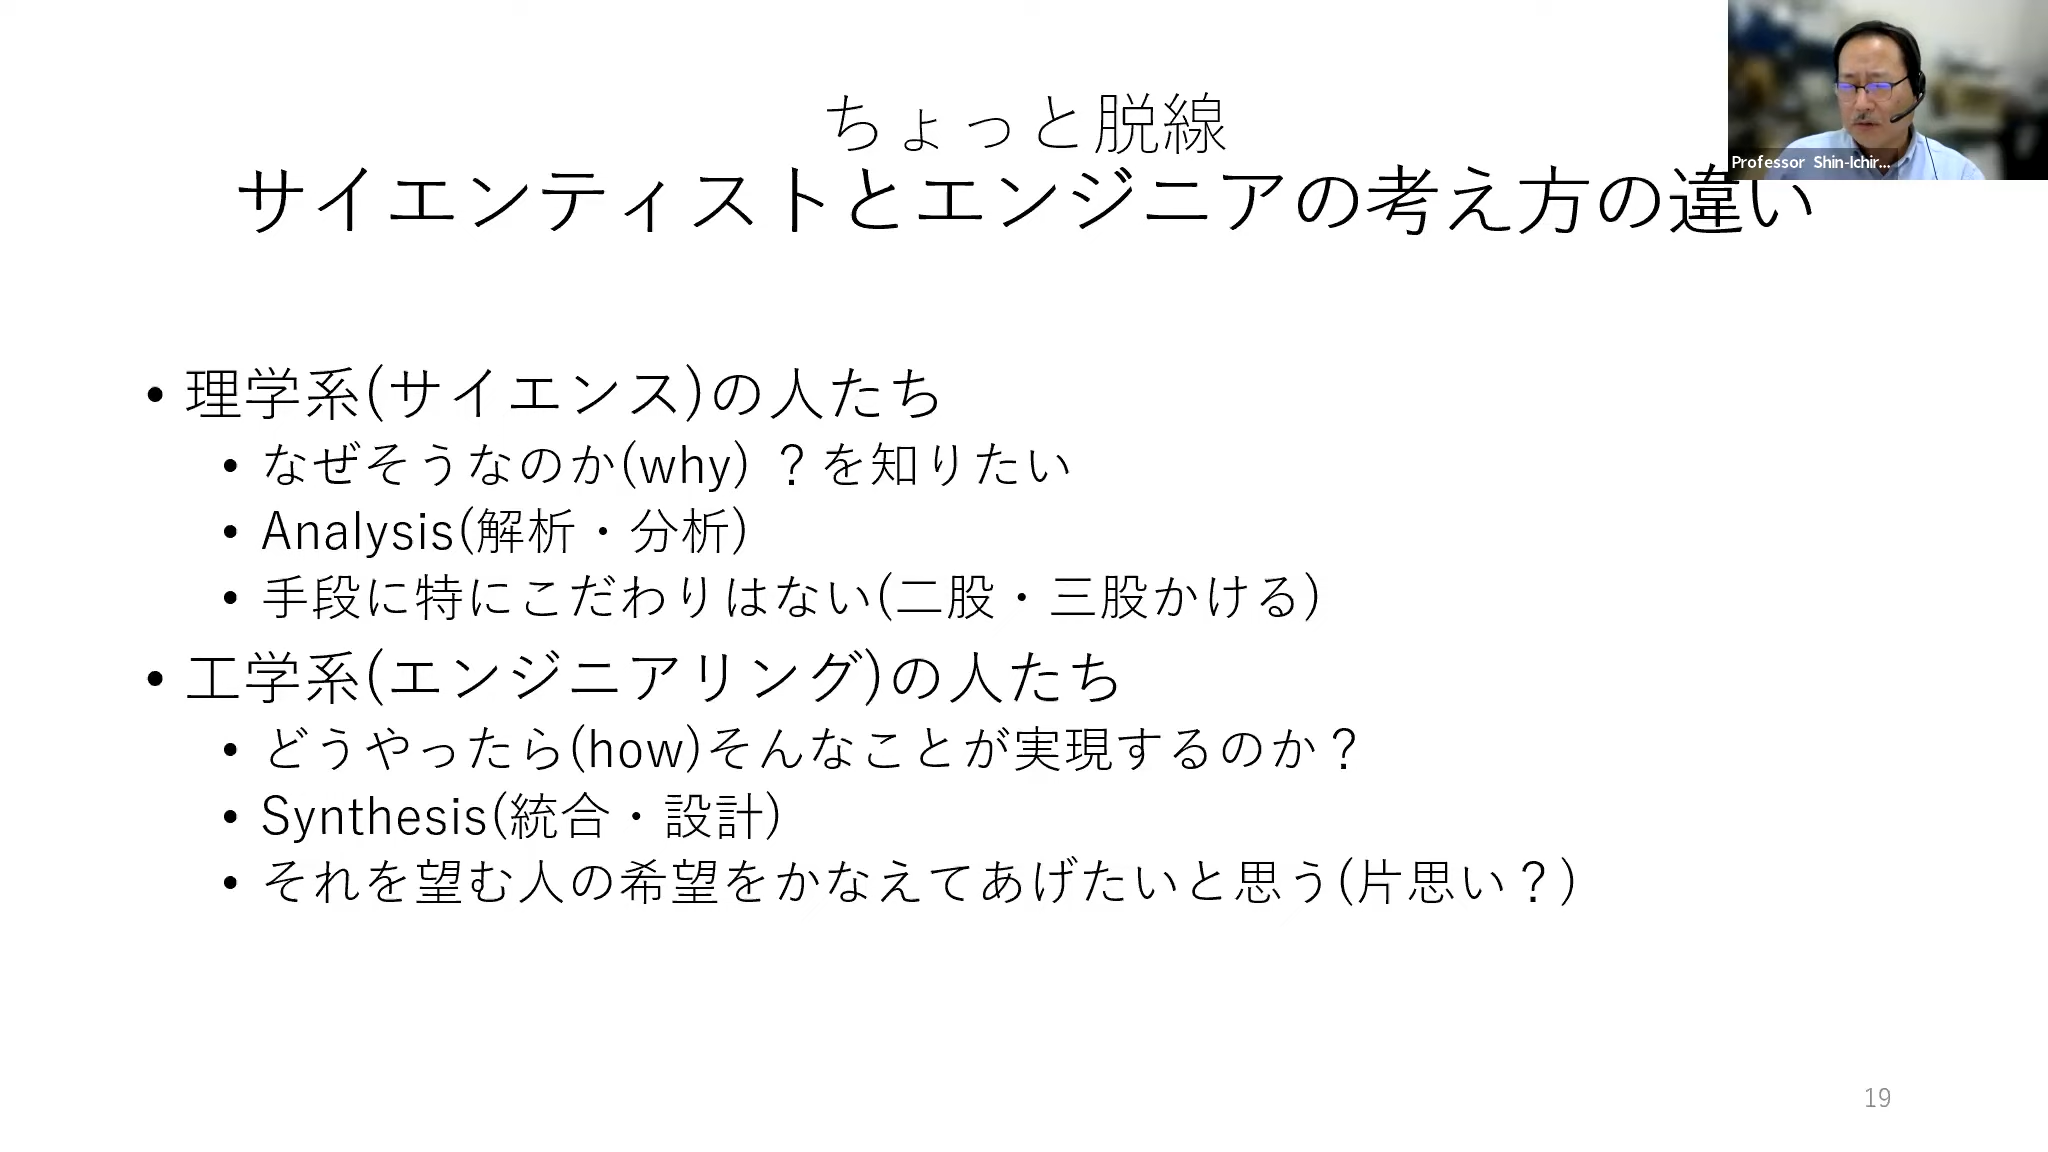 ちょっと脱線
サイエンティストとエンジニアの考え方の違い
Professor Shin-Ichir...
• 理学系(サイエンス)の人たち
• なぜそうなのか(why) ？を知りたい
• Analysis(解析・分析)
• 手段に特にこだわりはない(二股・三股かける)
• 工学系(エンジニアリング)の人たち
• どうやったら(how)そんなことが実現するのか？
• Synthesis(統合・設計)
• それを望む人の希望をかなえてあげたいと思う(片思い？)
19